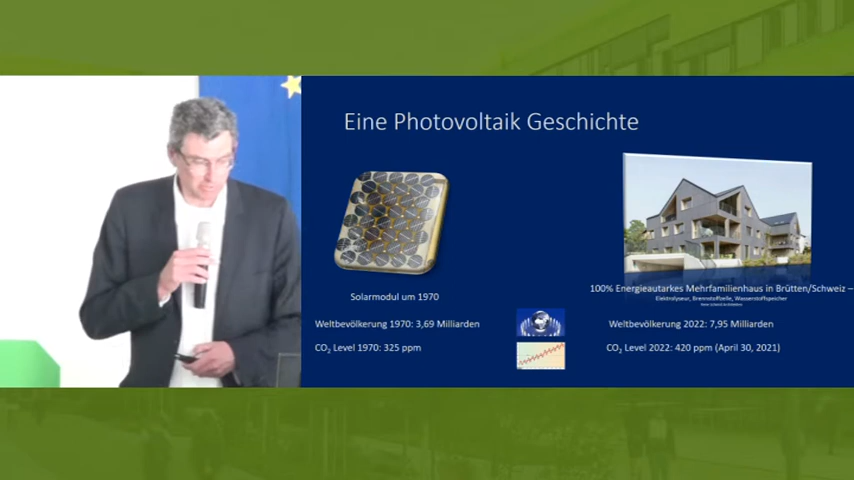 Eine Photovoltaik Geschichte
Solarmodul um 1970
100% Energieautarkes Mehrfamilienhaus in Brütten/Schweiz –
Elektrolyseur, Brennstoffzelle, Wasserstoffspeicher
Weltbevölkerung 1970: 3,69 Milliarden
Weltbevölkerung 2022: 7,95 Milliarden
CO₂ Level 1970: 325 ppm
CO₂ Level 2022: 420 ppm (April 30, 2021)